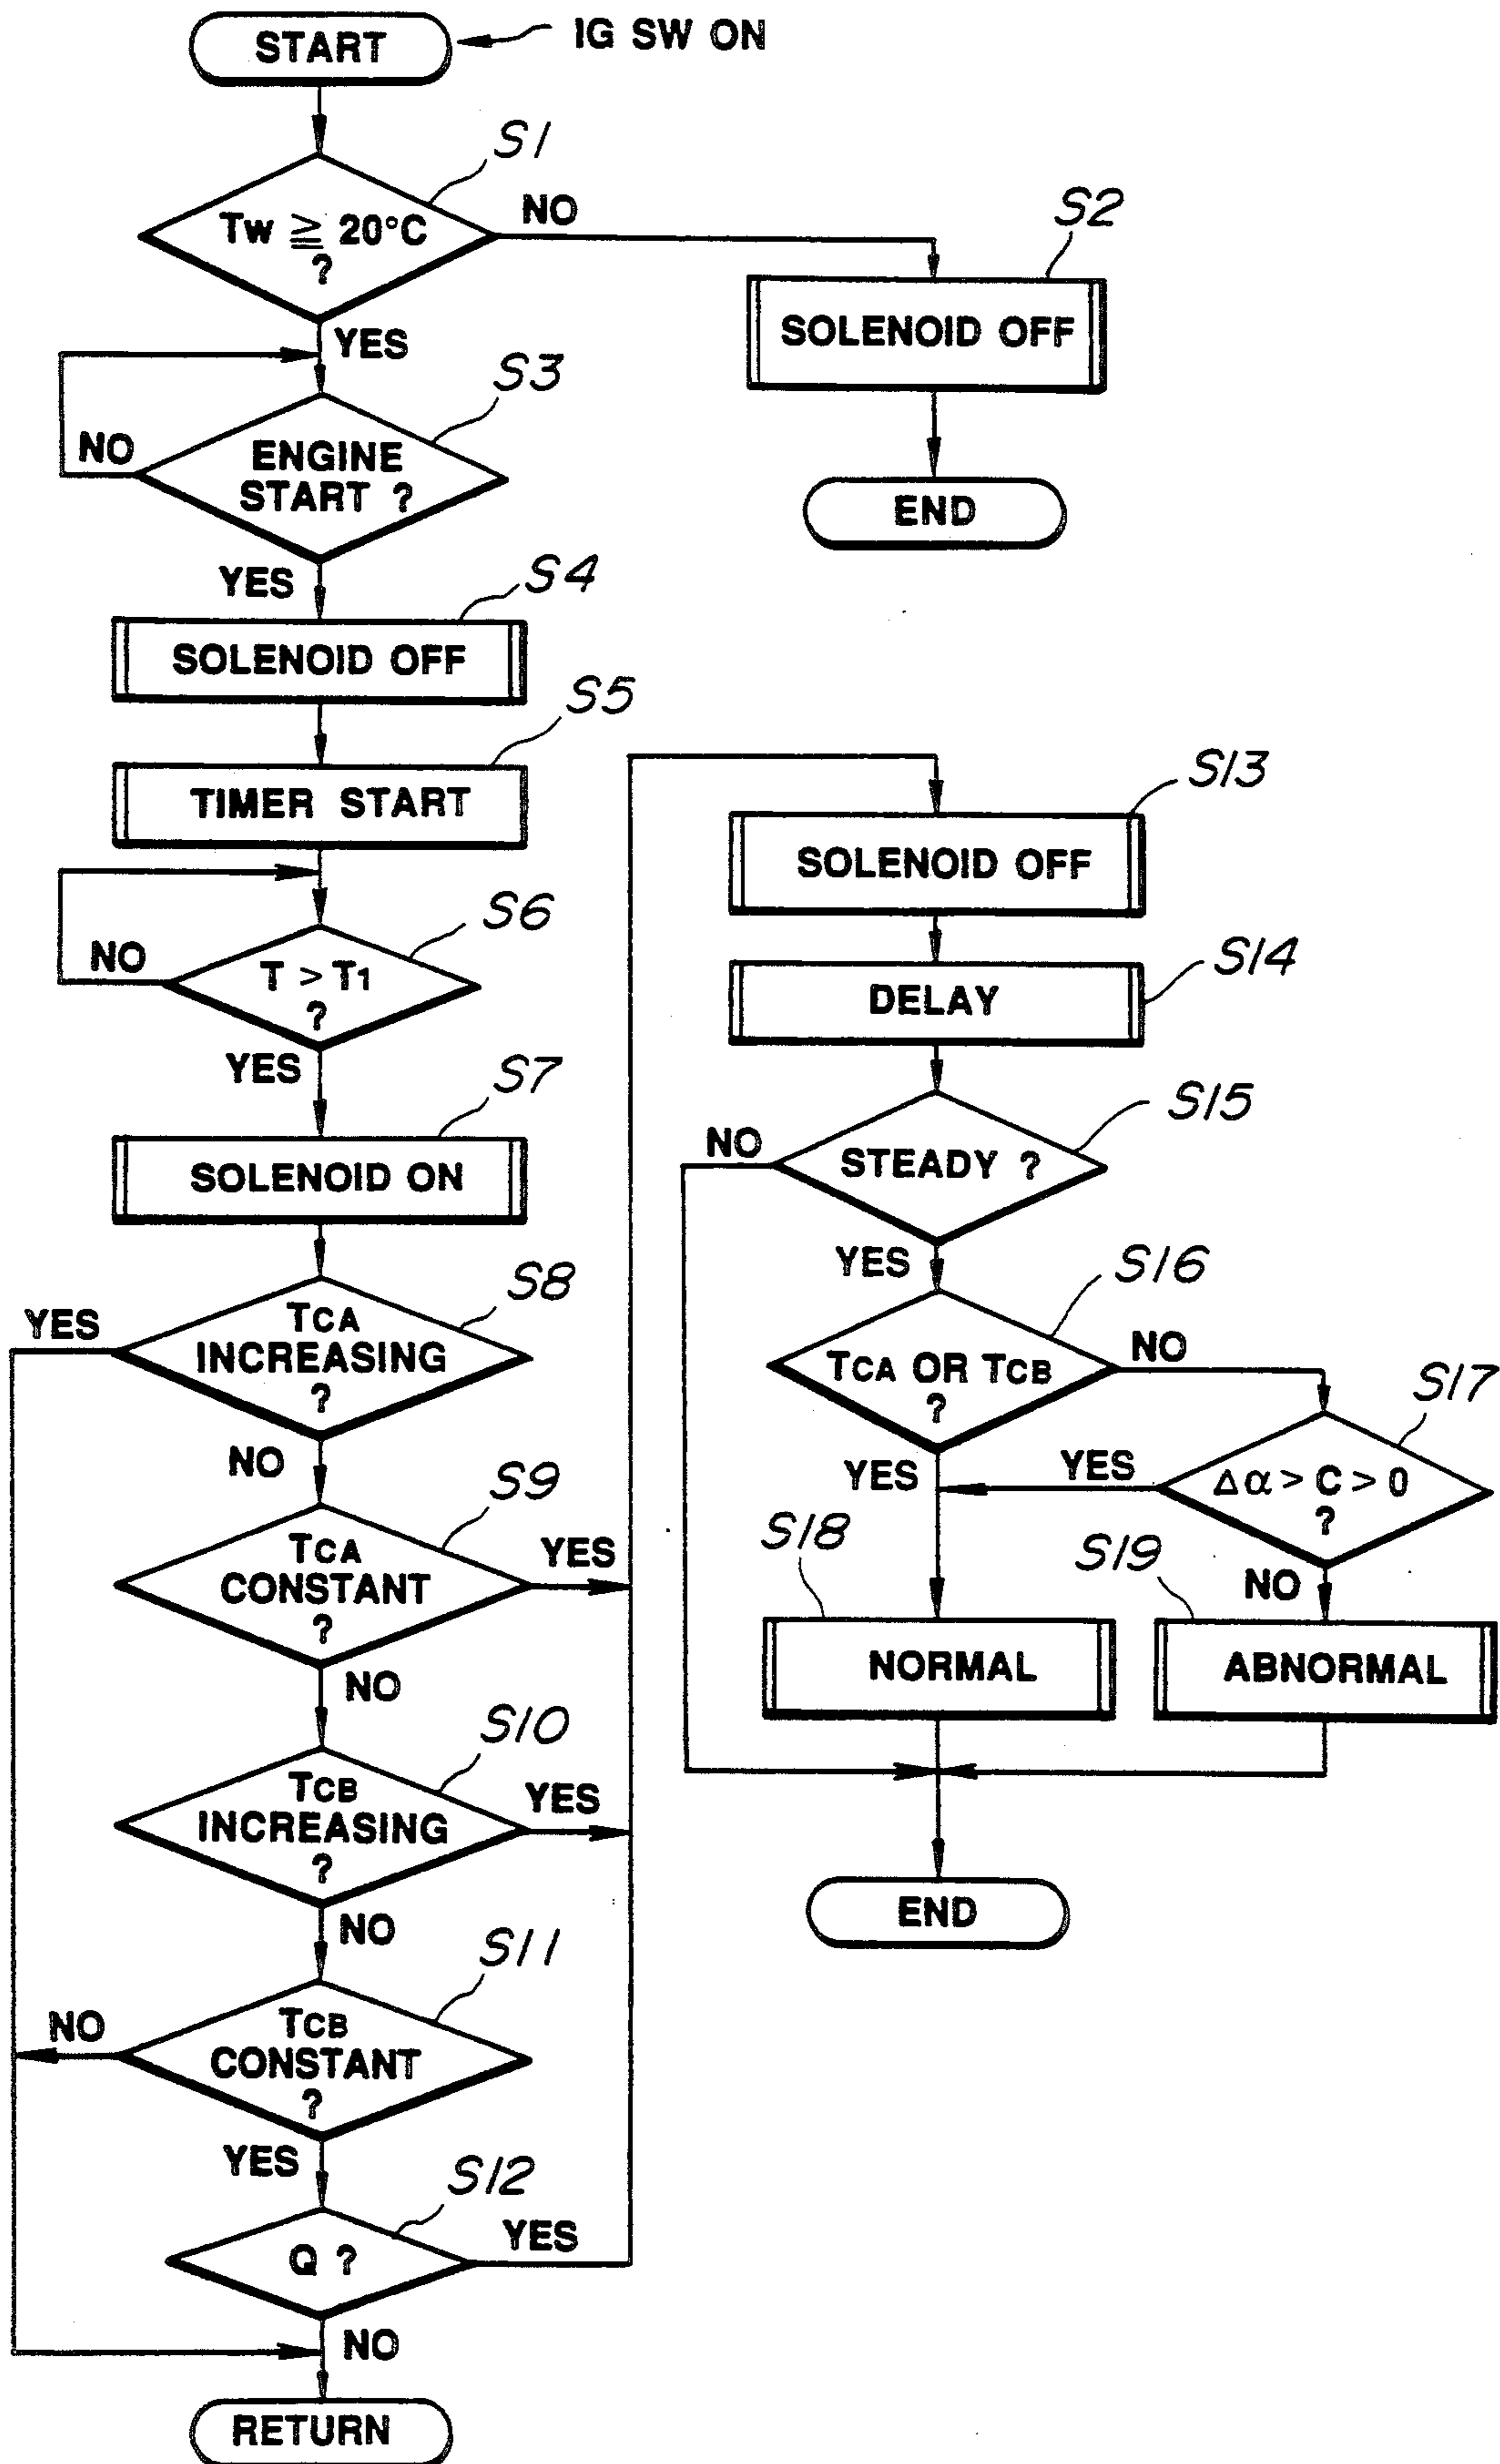 START
IG SW ON
S1
Tw ≧ 20°C
?
NO
S2
SOLENOID OFF
END
YES
S3
NO
ENGINE
START ?
YES
S4
SOLENOID OFF
S5
TIMER START
S6
NO
T > T1
?
YES
S7
SOLENOID ON
S8
YES
TCA
INCREASING
?
NO
S9
TCA
CONSTANT
?
YES
NO
S10
TCB
INCREASING
?
YES
NO
S11
NO
TCB
CONSTANT
?
YES
S12
Q ?
YES
NO
RETURN
S13
SOLENOID OFF
S14
DELAY
S15
NO
STEADY ?
YES
S16
TCA OR TCB
?
NO
S17
YES
YES
Δα > C > 0
?
S18
S19
NO
NORMAL
ABNORMAL
END